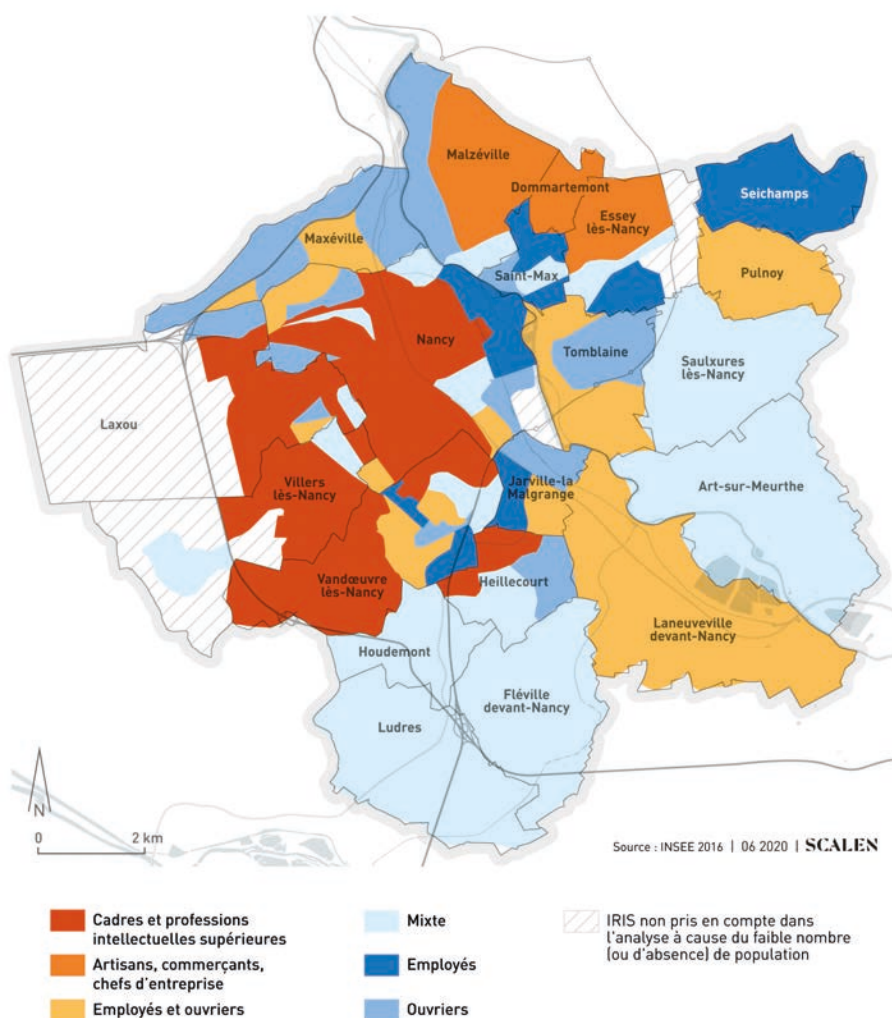 Malzéville
Dommartemont
Seichamps
Essey
lès-Nancy
Maxéville
Saint-Max
Pulnoy
Nancy
Tomblaine
Saulxures
lès-Nancy
Laxou
Villers
lès-Nancy
Jarville-la
Malgrange
Art-sur-Meurthe
Vandœuvre
lès-Nancy
Heillecourt
Laneuveville
devant-Nancy
Houdemont
Fléville
devant-Nancy
Ludres
N
0 2 km
Source : INSEE 2016 | 06 2020 | SCALEN
Cadres et professions
intellectuelles supérieures
Artisans, commerçants,
chefs d'entreprise
Employés et ouvriers
Mixte
Employés
Ouvriers
IRIS non pris en compte dans
l'analyse à cause du faible nombre
(ou d'absence) de population